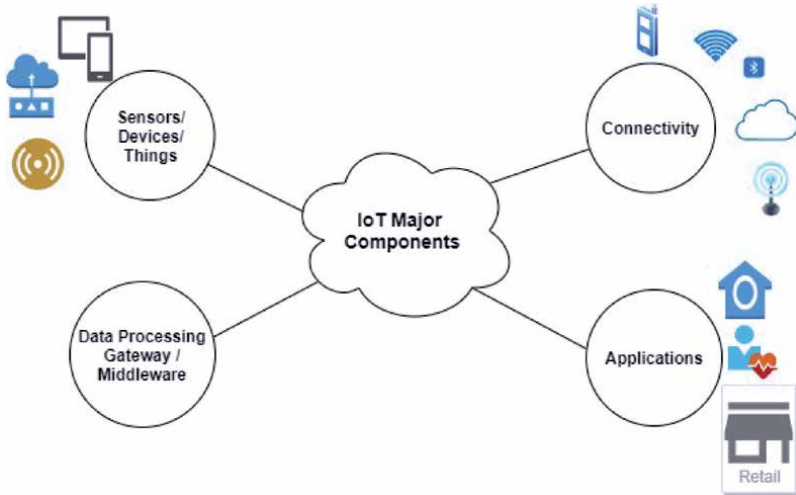 Sensors/
Devices/
Things
Connectivity
IoT Major
Components
Data Processing
Gateway /
Middleware
Applications
Retail